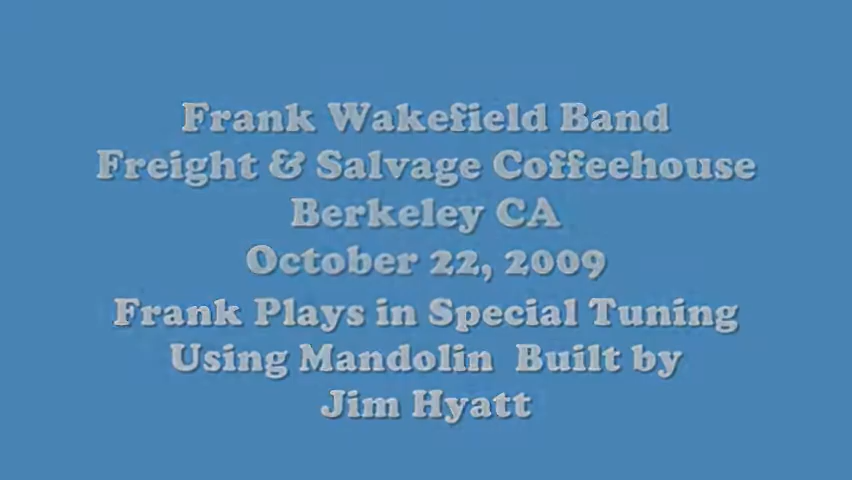 Frank Wakefield Band
Freight & Salvage Coffeehouse
Berkeley CA
October 22, 2009
Frank Plays in Special Tuning
Using Mandolin Built by
Jim Hyatt